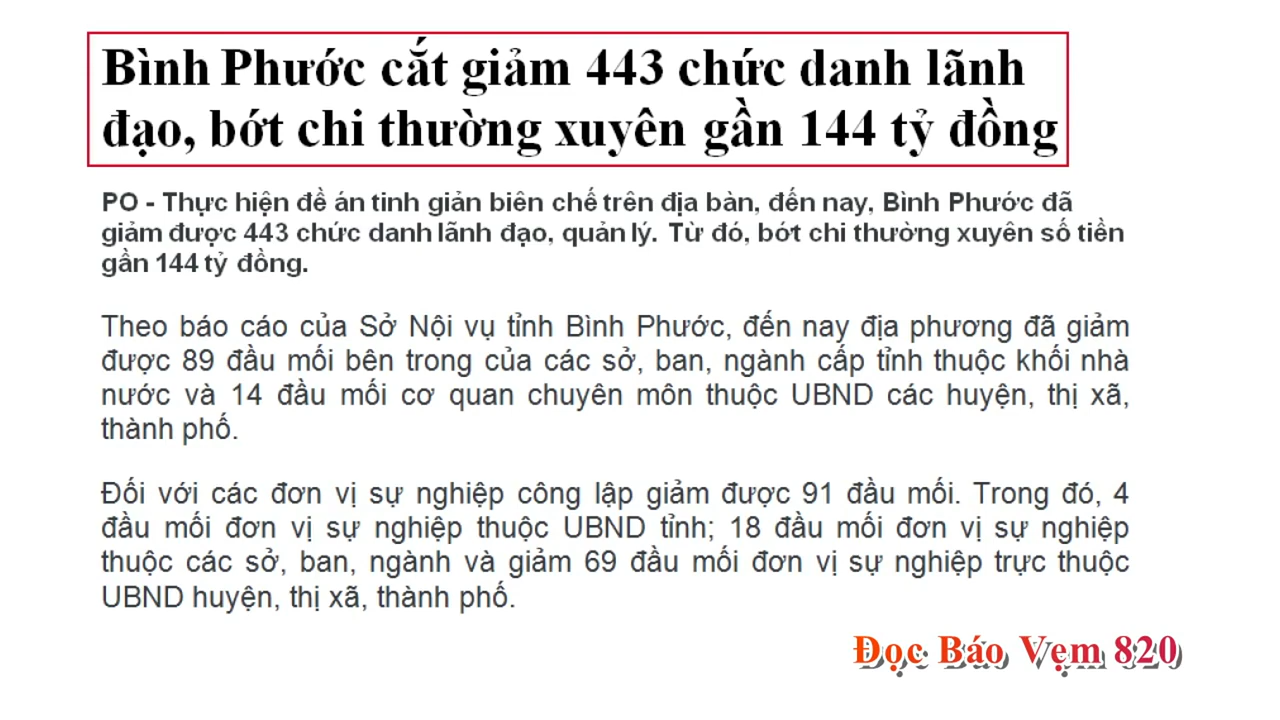 Bình Phước cắt giảm 443 chức danh lãnh
đạo, bớt chi thường xuyên gần 144 tỷ đồng
PO - Thực hiện đề án tinh giản biên chế trên địa bàn, đến nay, Bình Phước đã
giảm được 443 chức danh lãnh đạo, quản lý. Từ đó, bớt chi thường xuyên số tiền
gần 144 tỷ đồng.
Theo báo cáo của Sở Nội vụ tỉnh Bình Phước, đến nay địa phương đã giảm
được 89 đầu mối bên trong của các sở, ban, ngành cấp tỉnh thuộc khối nhà
nước và 14 đầu mối cơ quan chuyên môn thuộc UBND các huyện, thị xã,
thành phố.
Đối với các đơn vị sự nghiệp công lập giảm được 91 đầu mối. Trong đó, 4
đầu mối đơn vị sự nghiệp thuộc UBND tỉnh; 18 đầu mối đơn vị sự nghiệp
thuộc các sở, ban, ngành và giảm 69 đầu mối đơn vị sự nghiệp trực thuộc
UBND huyện, thị xã, thành phố.
Đọc Báo Vẹm 820